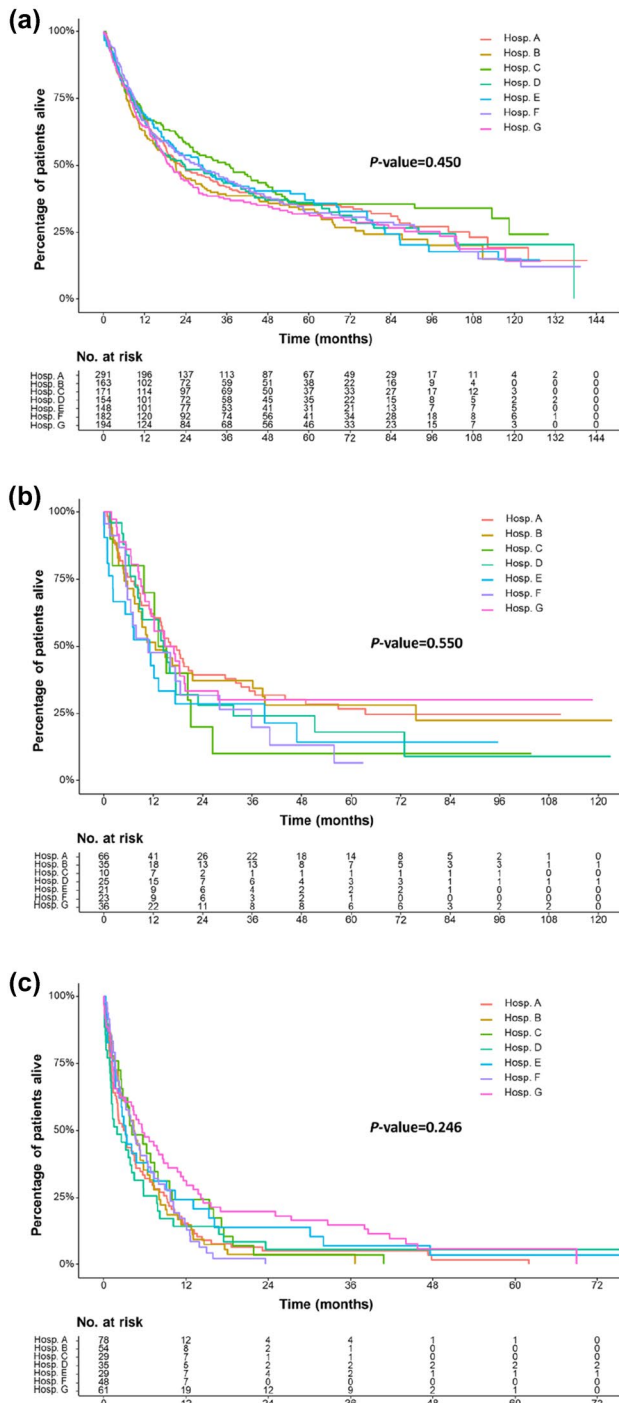 (a)
100%
75%
50%
25%
0%
Percentage of patients alive
Hosp. A
Hosp. B
Hosp. C
Hosp. D
Hosp. E
Hosp. F
Hosp. G
P-value=0.450
0 12 24 36 48 60 72 84 96 108 120 132 144
Time (months)
No. at risk
Hosp. A 291 196 137 113 87 67 49 29 17 11 4 2 0
Hosp. B 163 102 72 59 51 38 22 16 9 4 0 0 0
Hosp. C 171 114 97 69 50 37 33 27 17 12 3 0 0
Hosp. D 154 101 72 58 45 35 22 15 8 5 2 2 0
Hosp. E 148 101 77 53 41 31 21 13 7 7 5 0 0
Hosp. F 182 120 92 74 56 41 34 28 18 8 6 1 0
Hosp. G 194 124 84 68 56 46 33 23 15 7 3 0 0
0 12 24 36 48 60 72 84 96 108 120 132 144
(b)
100%
75%
50%
25%
0%
Percentage of patients alive
Hosp. A
Hosp. B
Hosp. C
Hosp. D
Hosp. E
Hosp. F
Hosp. G
P-value=0.550
0 12 24 36 48 60 72 84 96 108 120
Time (months)
No. at risk
Hosp. A 66 41 26 22 18 14 8 5 2 1 0
Hosp. B 35 18 13 13 8 7 5 3 3 1 1
Hosp. C 10 7 2 1 1 1 1 1 1 0 0
Hosp. D 25 15 7 6 4 3 3 1 1 1 1
Hosp. E 21 9 6 4 2 2 2 1 0 0 0
Hosp. F 23 9 6 3 2 1 0 0 0 0 0
Hosp. G 36 22 11 8 8 6 6 3 2 2 0
0 12 24 36 48 60 72 84 96 108 120
(c)
100%
75%
50%
25%
0%
Percentage of patients alive
Hosp. A
Hosp. B
Hosp. C
Hosp. D
Hosp. E
Hosp. F
Hosp. G
P-value=0.246
0 12 24 36 48 60 72
Time (months)
No. at risk
Hosp. A 78 12 4 4 1 1 0
Hosp. B 54 8 2 1 0 0 0
Hosp. C 29 7 1 1 0 0 0
Hosp. D 35 5 2 2 2 2 2
Hosp. E 29 7 4 2 1 1 1
Hosp. F 48 7 0 0 0 0 0
Hosp. G 61 19 12 9 2 1 0
0 12 24 36 48 60 72